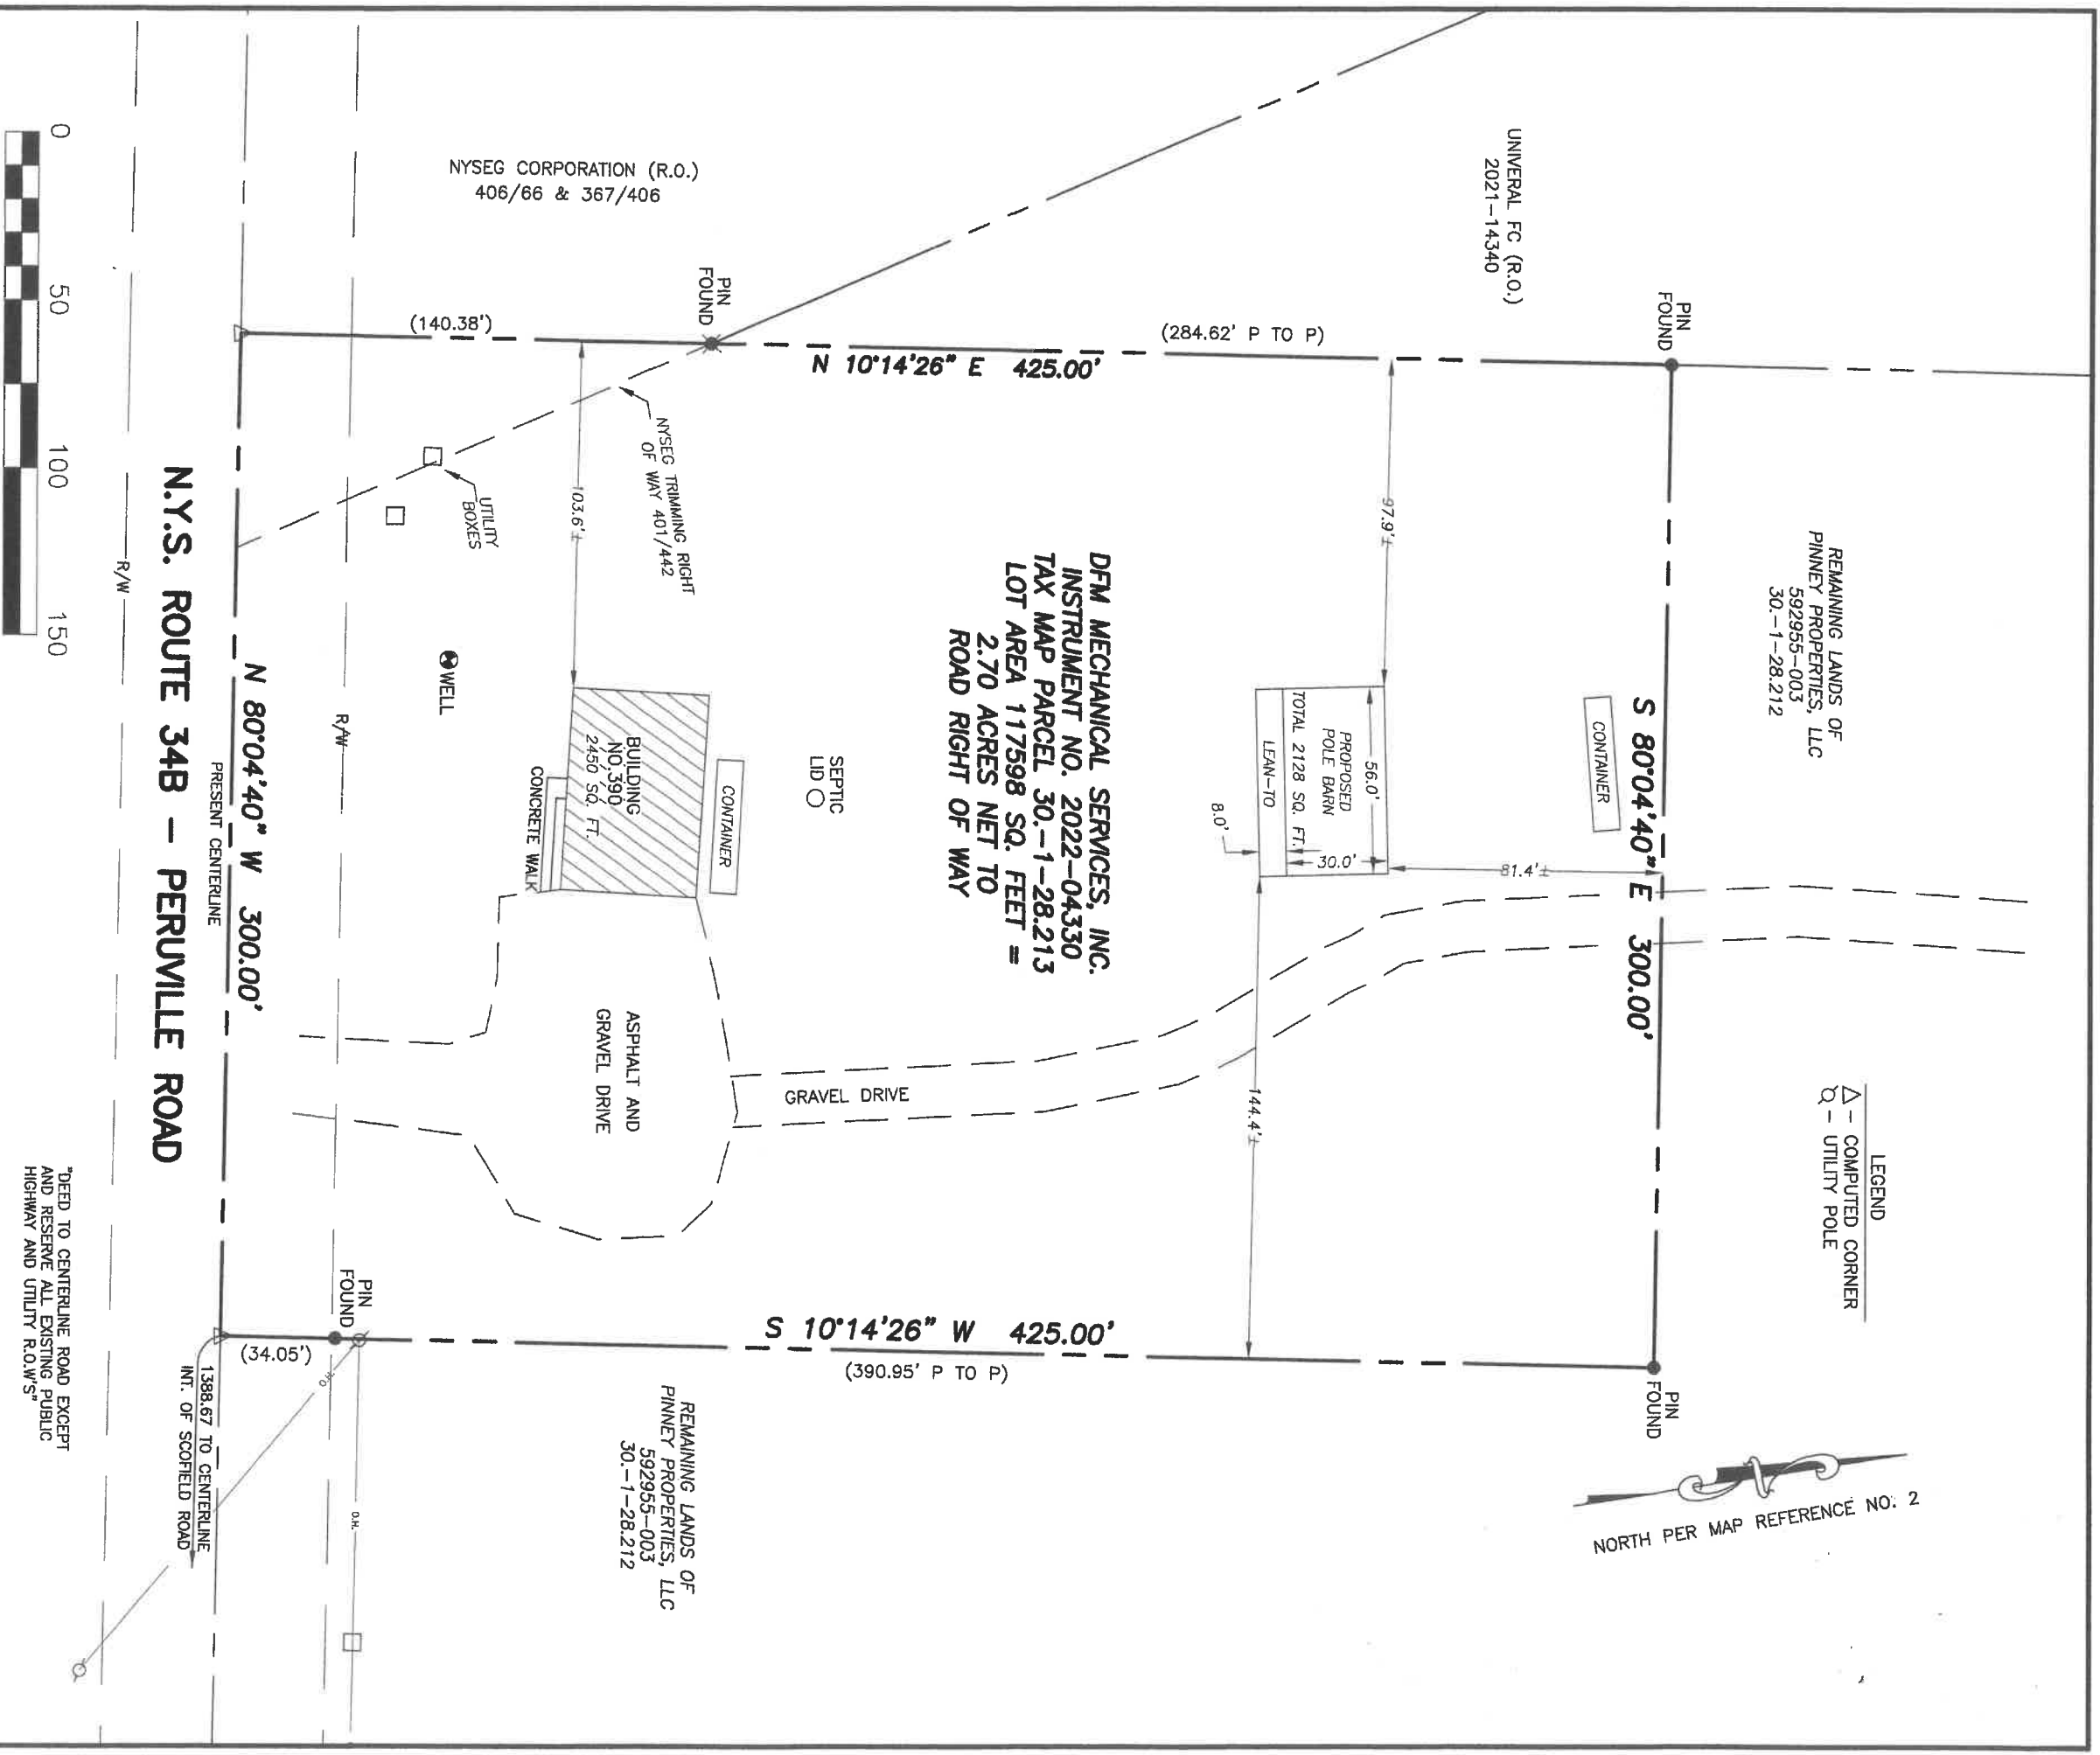 REMAINING LANDS OF
PINNEY PROPERTIES, LLC
592955-003
30.-1-28.212
LEGEND
△ - COMPUTED CORNER
- UTILITY POLE
NORTH PER MAP REFERENCE NO. 2
PIN
FOUND
S 80°04'40" E 300.00'
PIN
FOUND
CONTAINER
UNIVERAL FC (R.O.)
2021-14340
97.9'±
56.0'
PROPOSED
POLE BARN
TOTAL 2128 SQ. FT.
30.0'
LEAN-TO
8.0'
81.4'±
144.4'±
(284.62' P TO P)
N 10°14'26" E 425.00'
DFM MECHANICAL SERVICES, INC.
INSTRUMENT NO. 2022-04330
TAX MAP PARCEL 30.-1-28.213
LOT AREA 117598 SQ. FEET =
2.70 ACRES NET TO
ROAD RIGHT OF WAY
GRAVEL DRIVE
S 10°14'26" W 425.00'
(390.95' P TO P)
SEPTIC
LID
CONTAINER
PIN
FOUND
NYSEG CORPORATION (R.O.)
406/66 & 367/406
NYSEG TRIMMING RIGHT
OF WAY 401/442
103.6'±
BUILDING
NO.390
2450 SQ. FT.
CONCRETE WALK
ASPHALT AND
GRAVEL DRIVE
REMAINING LANDS OF
PINNEY PROPERTIES, LLC
592955-003
30.-1-28.212
(140.38')
UTILITY
BOXES
WELL
R/W
PIN
FOUND
O.H.
O.H.
(34.05')
N 80°04'40" W 300.00'
PRESENT CENTERLINE
1388.67 TO CENTERLINE
INT. OF SCOFIELD ROAD
N.Y.S. ROUTE 34B - PERUVILLE ROAD
R/W
0 50 100 150
"DEED TO CENTERLINE ROAD EXCEPT
AND RESERVE ALL EXISTING PUBLIC
HIGHWAY AND UTILITY R.O.W'S"